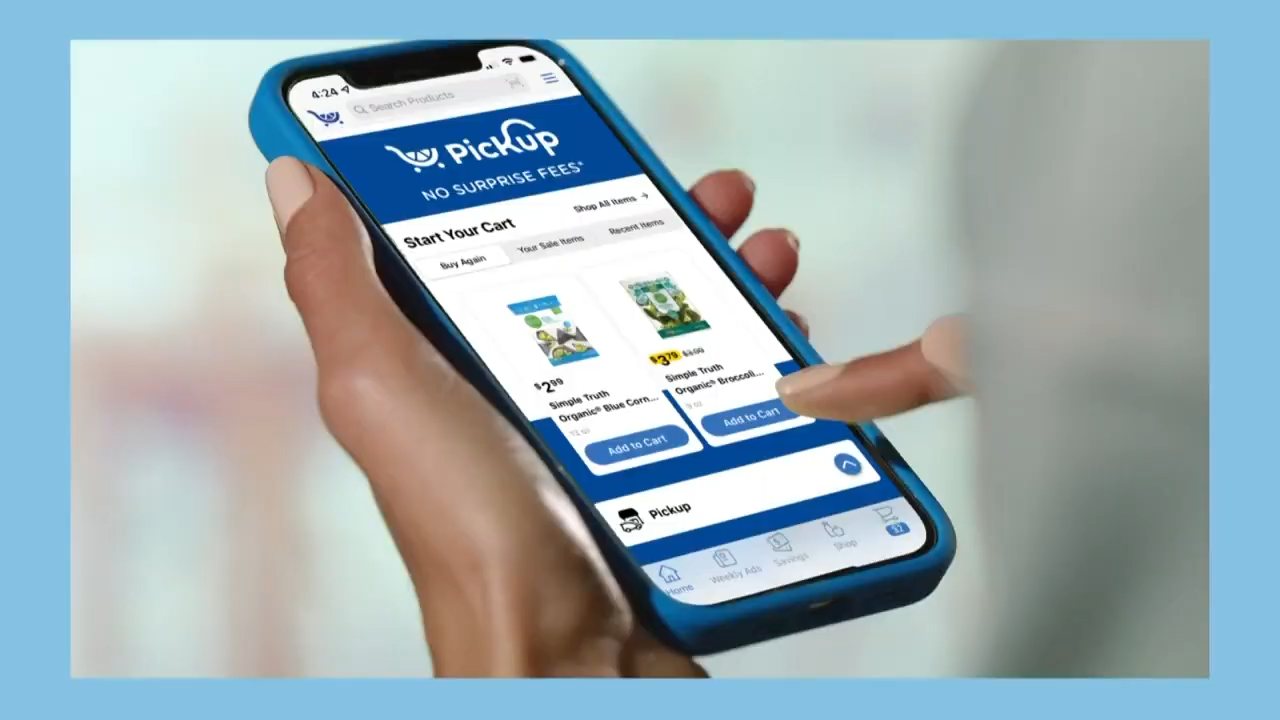 4:24
Search Products
Pickup
NO SURPRISE FEES*
Shop All Items →
Start Your Cart
Buy Again
Your Sale Items
Recent Items
$2.99
Simple Truth
Organic® Blue Corn...
Add to Cart
$3.79
Simple Truth
Organic® Broccoli...
Add to Cart
Pickup
Home
Weekly Ads
Savings
Shop